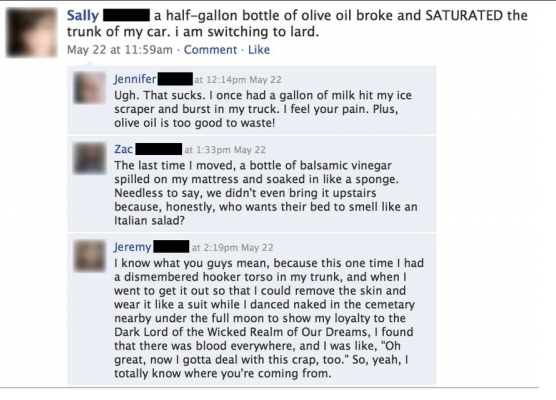 Sally a half-gallon bottle of olive oil broke and SATURATED the
trunk of my car. i am switching to lard.
May 22 at 11:59am · Comment · Like
Jennifer at 12:14pm May 22
Ugh. That sucks. I once had a gallon of milk hit my ice
scraper and burst in my truck. I feel your pain. Plus,
olive oil is too good to waste!
Zac at 1:33pm May 22
The last time I moved, a bottle of balsamic vinegar
spilled on my mattress and soaked in like a sponge.
Needless to say, we didn't even bring it upstairs
because, honestly, who wants their bed to smell like an
Italian salad?
Jeremy at 2:19pm May 22
I know what you guys mean, because this one time I had
a dismembered hooker torso in my trunk, and when I
went to get it out so that I could remove the skin and
wear it like a suit while I danced naked in the cemetary
nearby under the full moon to show my loyalty to the
Dark Lord of the Wicked Realm of Our Dreams, I found
that there was blood everywhere, and I was like, "Oh
great, now I gotta deal with this crap, too." So, yeah, I
totally know where you're coming from.